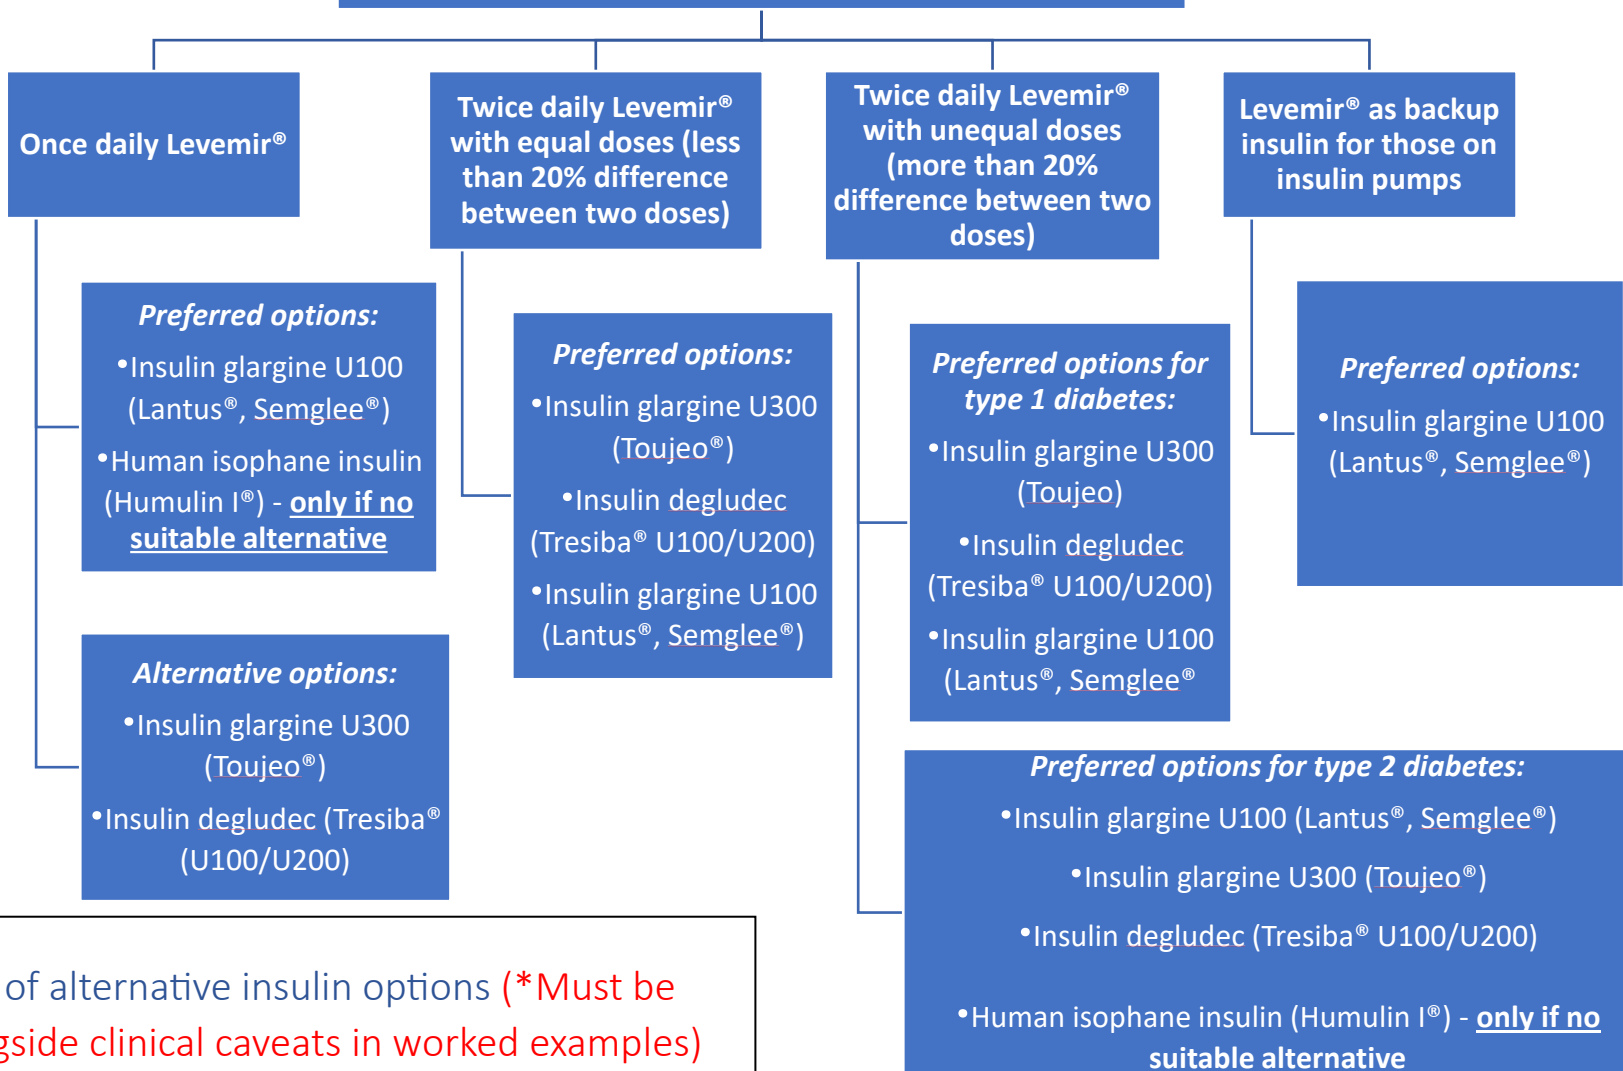 Once daily Levemir®
Twice daily Levemir®
with equal doses (less
than 20% difference
between two doses)
Twice daily Levemir®
with unequal doses
(more than 20%
difference between two
doses)
Levemir® as backup
insulin for those on
insulin pumps
Preferred options:
•Insulin glargine U100
(Lantus®, Semglee®)
•Human isophane insulin
(Humulin I®) - only if no
suitable alternative
Alternative options:
•Insulin glargine U300
(Toujeo®)
•Insulin degludec (Tresiba®
(U100/U200)
Preferred options:
•Insulin glargine U300
(Toujeo®)
•Insulin degludec
(Tresiba® U100/U200)
•Insulin glargine U100
(Lantus®, Semglee®)
Preferred options for
type 1 diabetes:
•Insulin glargine U300
(Toujeo)
•Insulin degludec
(Tresiba® U100/U200)
•Insulin glargine U100
(Lantus®, Semglee®
Preferred options for type 2 diabetes:
•Insulin glargine U100 (Lantus®, Semglee®)
•Insulin glargine U300 (Toujeo®)
•Insulin degludec (Tresiba® U100/U200)
•Human isophane insulin (Humulin I®) - only if no
suitable alternative
Preferred options:
•Insulin glargine U100
(Lantus®, Semglee®)
of alternative insulin options (*Must be
gside clinical caveats in worked examples)